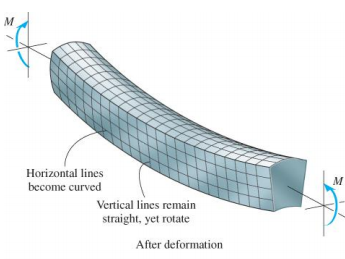 M
Horizontal lines
become curved
Vertical lines remain
straight, yet rotate
M
After deformation